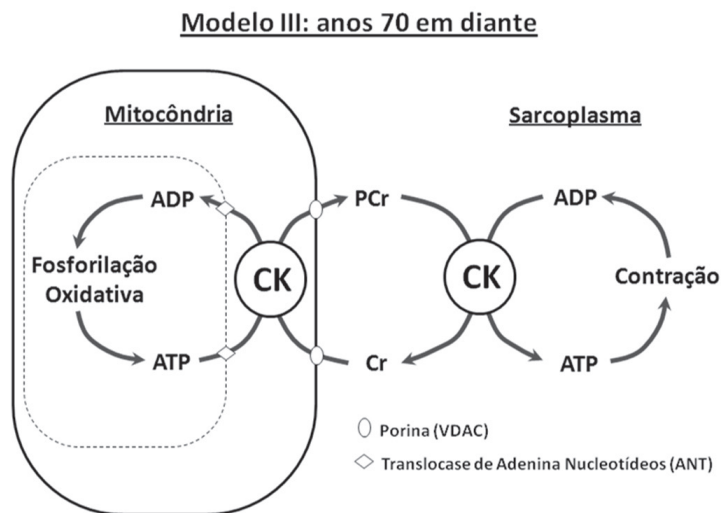 Modelo III: anos 70 em diante
Mitocôndria
Sarcoplasma
ADP
PCr
ADP
Fosforilação
Oxidativa
CK
CK
Contração
ATP
Cr
ATP
Porina (VDAC)
Translocase de Adenina Nucleotídeos (ANT)